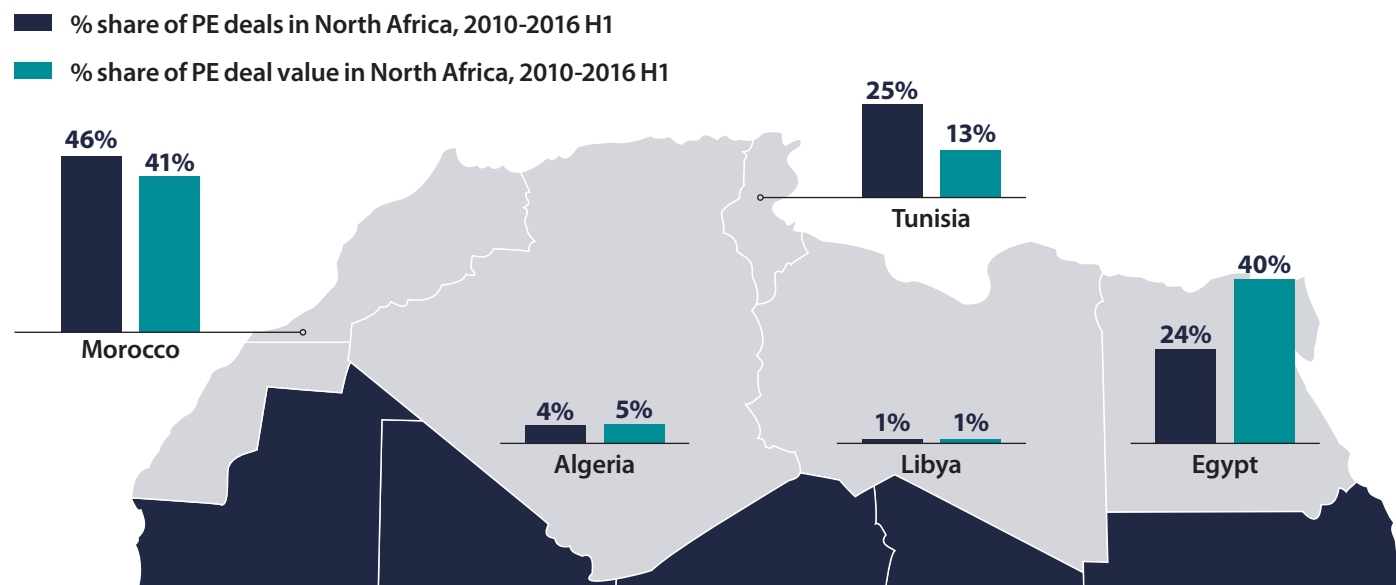 % share of PE deals in North Africa, 2010-2016 H1
% share of PE deal value in North Africa, 2010-2016 H1
46%
41%
Morocco
25%
13%
Tunisia
4%
5%
Algeria
1%
1%
Libya
24%
40%
Egypt